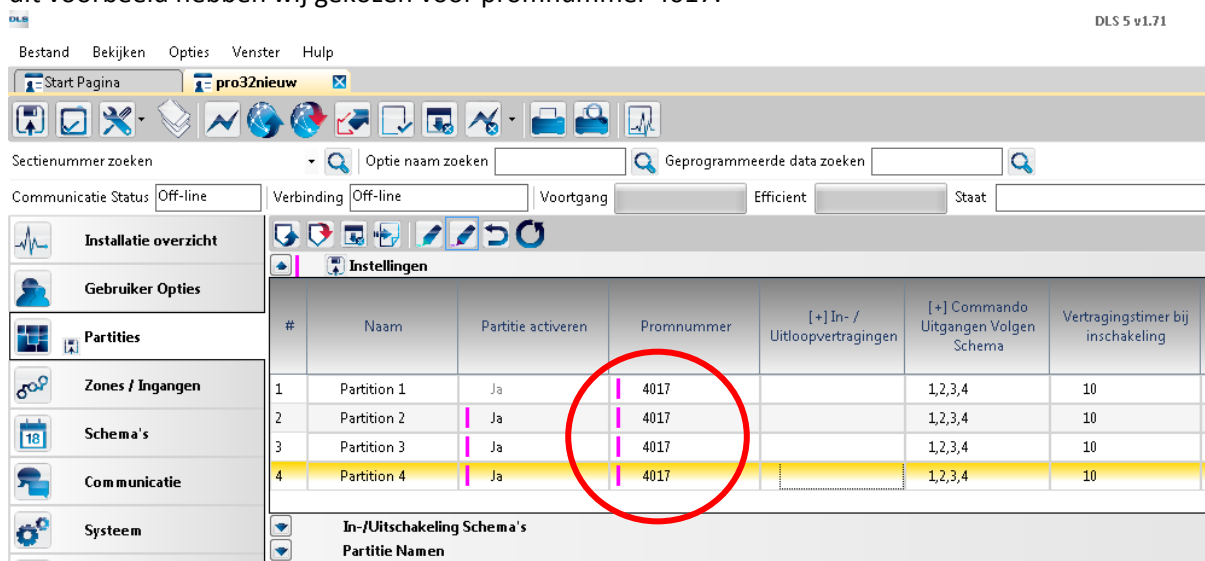 dit voorbeeld hebben wij gekozen voor promnummer 4017.
DLS
DLS 5 v1.71
Bestand Bekijken Opties Venster Hulp
Start Pagina pro32nieuw
Sectienummer zoeken Optie naam zoeken Geprogrammeerde data zoeken
Communicatie Status Off-line Verbinding Off-line Voortgang Efficient Staat
Installatie overzicht
Gebruiker Opties
Partities
Zones / Ingangen
18 Schema's
Communicatie
Systeem
Instellingen
# Naam Partitie activeren Promnummer [+] In- / Uitloopvertragingen [+] Commando Uitgangen Volgen Schema Vertragingstimer bij inschakeling
1 Partition 1 Ja 4017 1,2,3,4 10
2 Partition 2 Ja 4017 1,2,3,4 10
3 Partition 3 Ja 4017 1,2,3,4 10
4 Partition 4 Ja 4017 1,2,3,4 10
In-/Uitschakeling Schema's
Partitie Namen